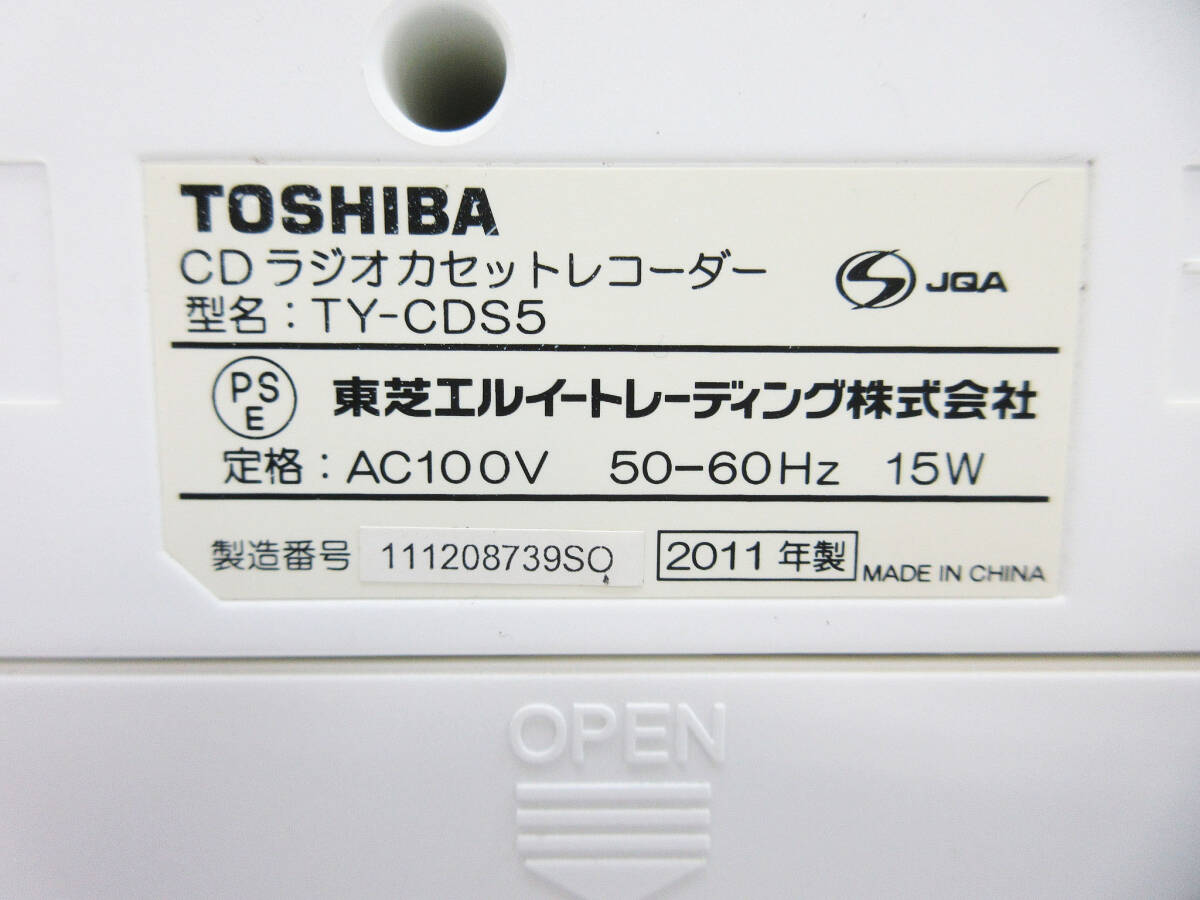 TOSHIBA
CDラジオカセットレコーダー
JQA
型名：TY-CDS5
PSE 東芝エルイートレーディング株式会社
定格：AC100V 50-60Hz 15W
製造番号 111208739SO 2011年製 MADE IN CHINA
OPEN